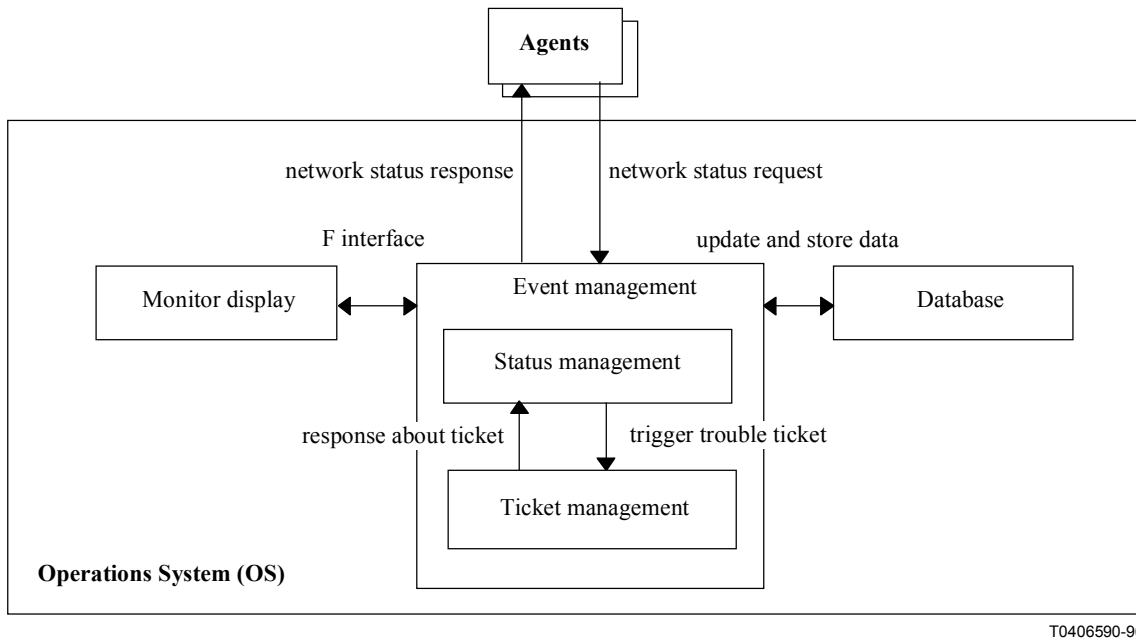 Agents
network status response
network status request
F interface
update and store data
Monitor display
Event management
Database
Status management
response about ticket
trigger trouble ticket
Ticket management
Operations System (OS)